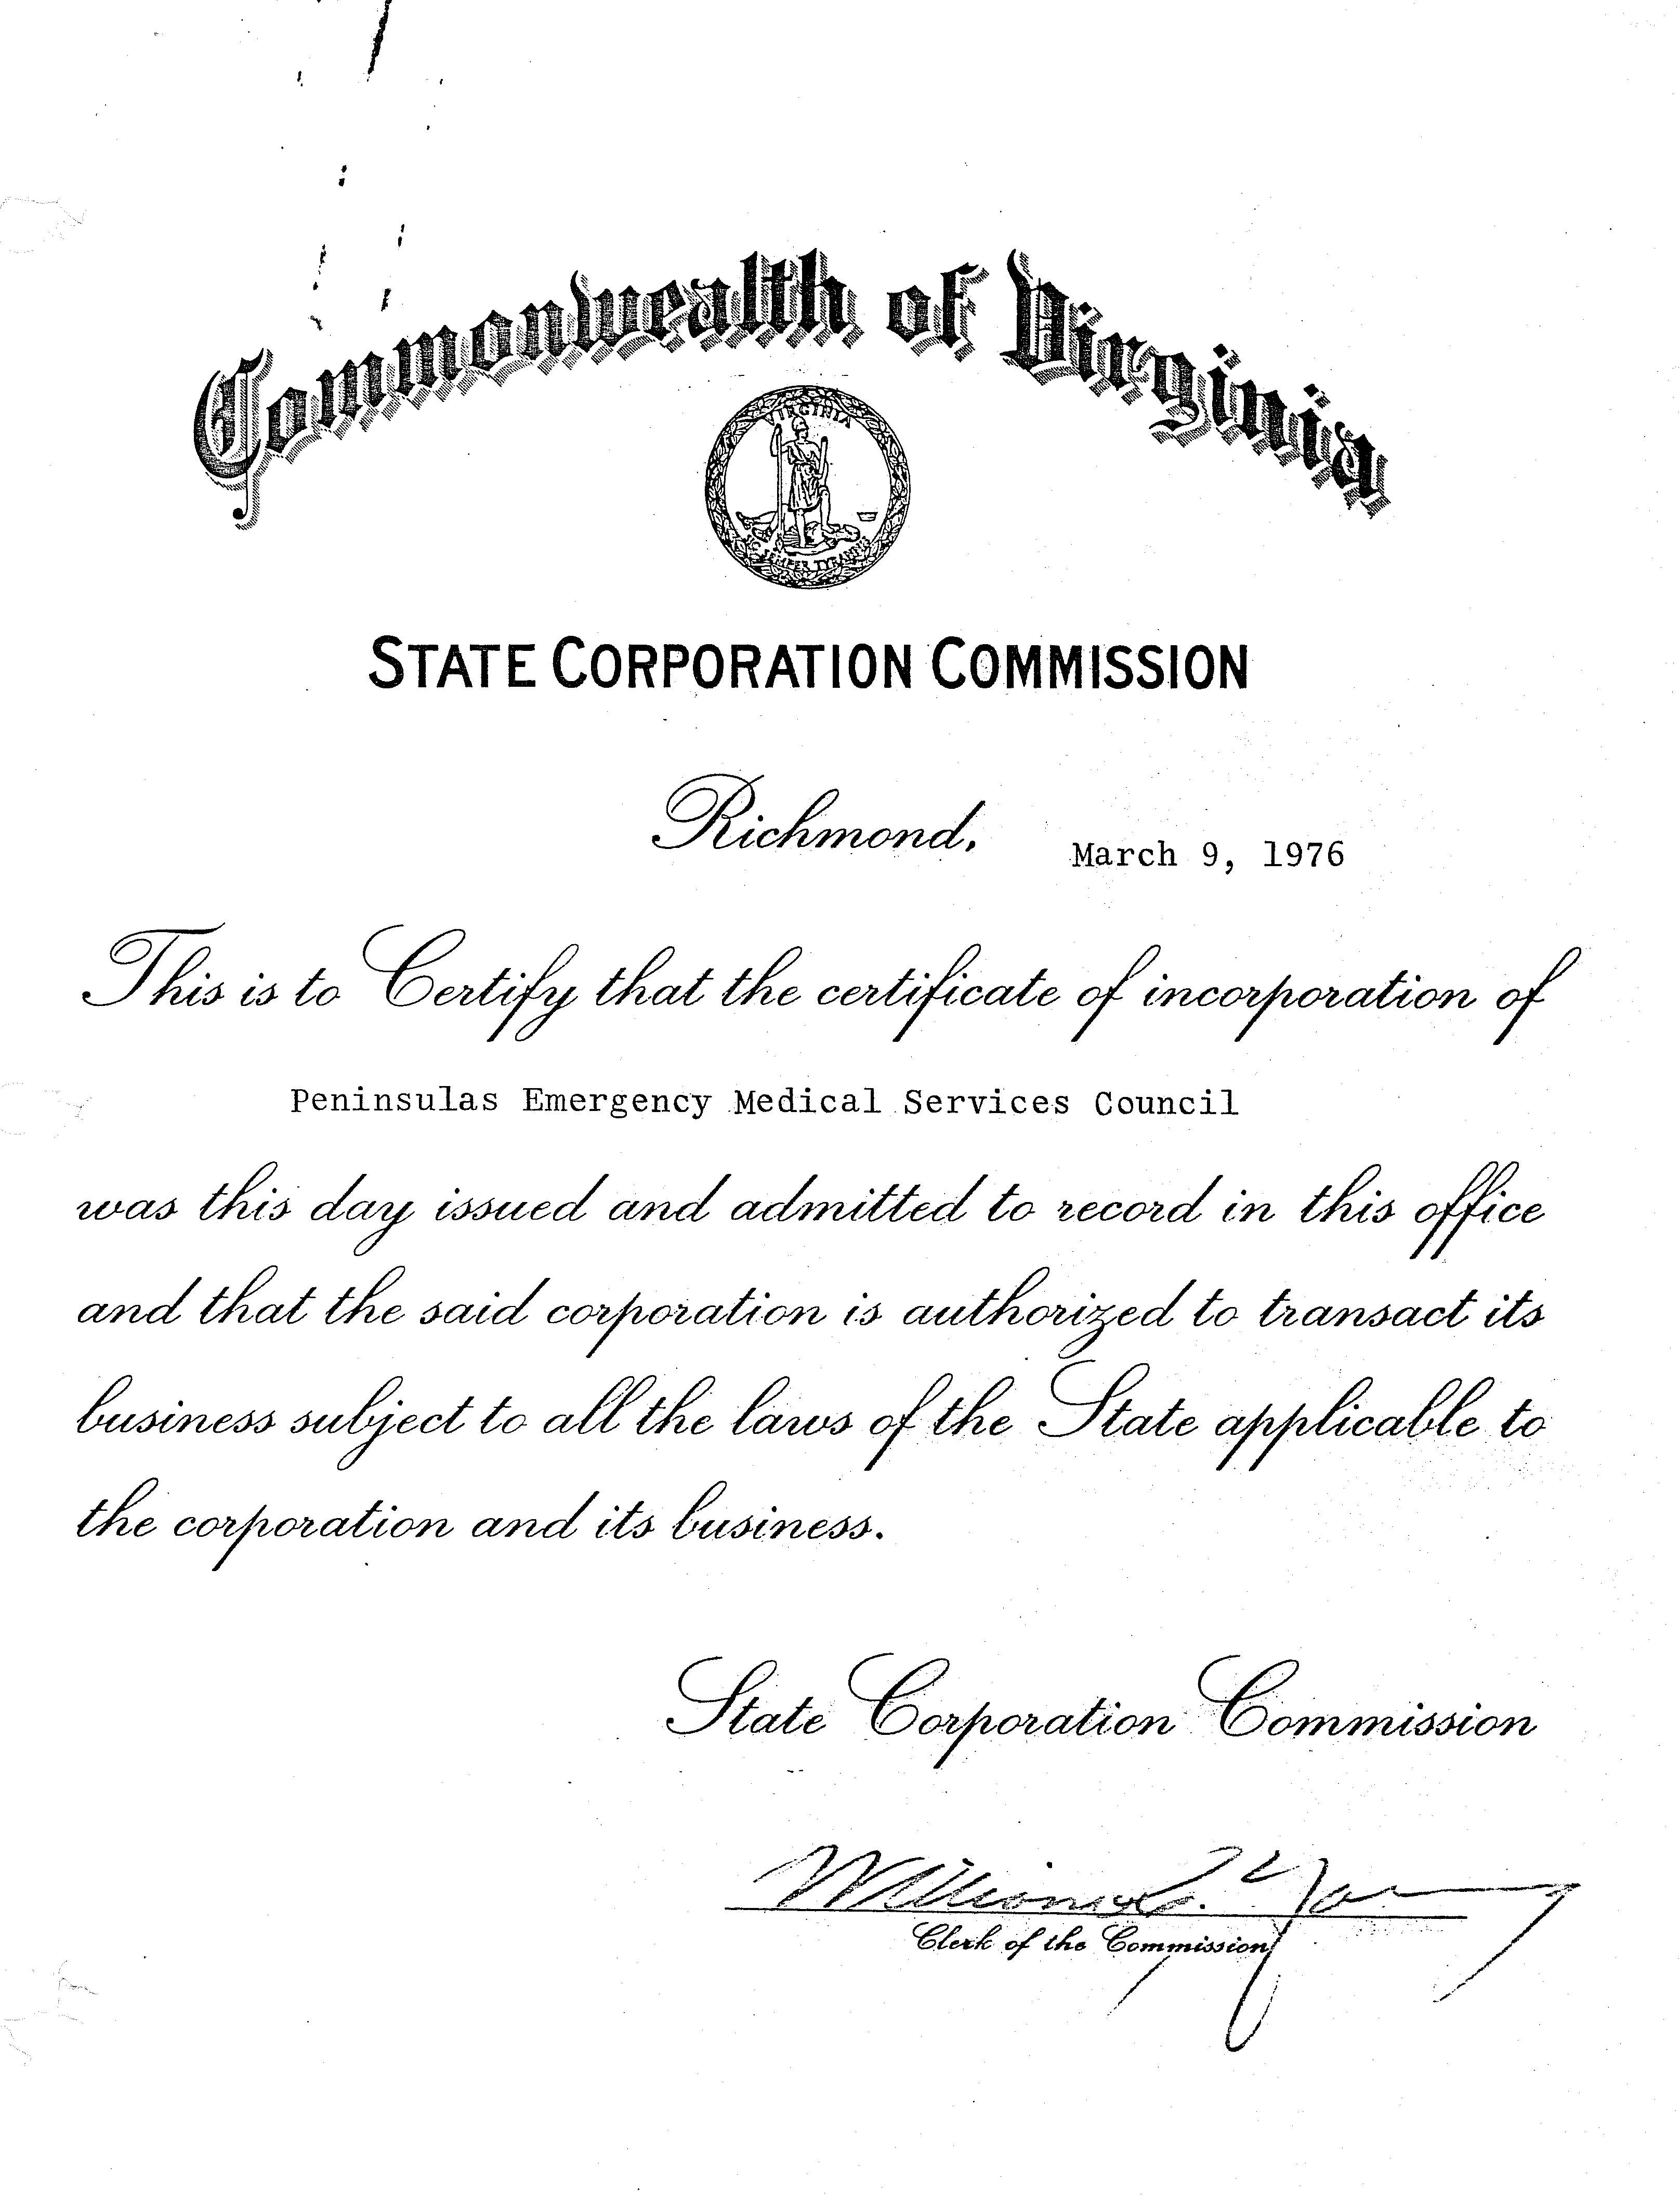 Commonwealth of Virginia
VIRGINIA
SIC SEMPER TYRANNIS
STATE CORPORATION COMMISSION
Richmond, March 9, 1976
This is to Certify that the certificate of incorporation of
Peninsulas Emergency Medical Services Council
was this day issued and admitted to record in this office
and that the said corporation is authorized to transact its
business subject to all the laws of the State applicable to
the corporation and its business.
State Corporation Commission
William C. Young
Clerk of the Commission